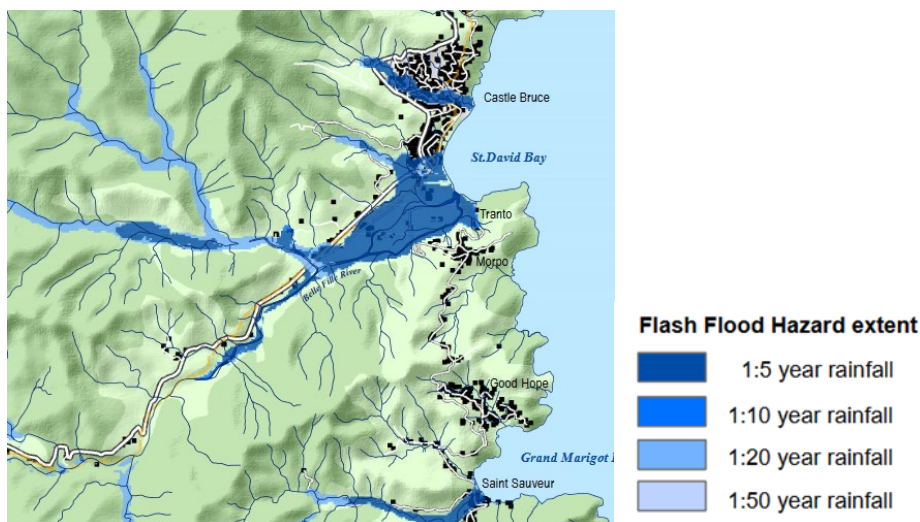 Castle Bruce
St.David Bay
Tranto
Morpo
Belle Fille River
Good Hope
Grand Marigot
Saint Sauveur
Flash Flood Hazard extent
1:5 year rainfall
1:10 year rainfall
1:20 year rainfall
1:50 year rainfall